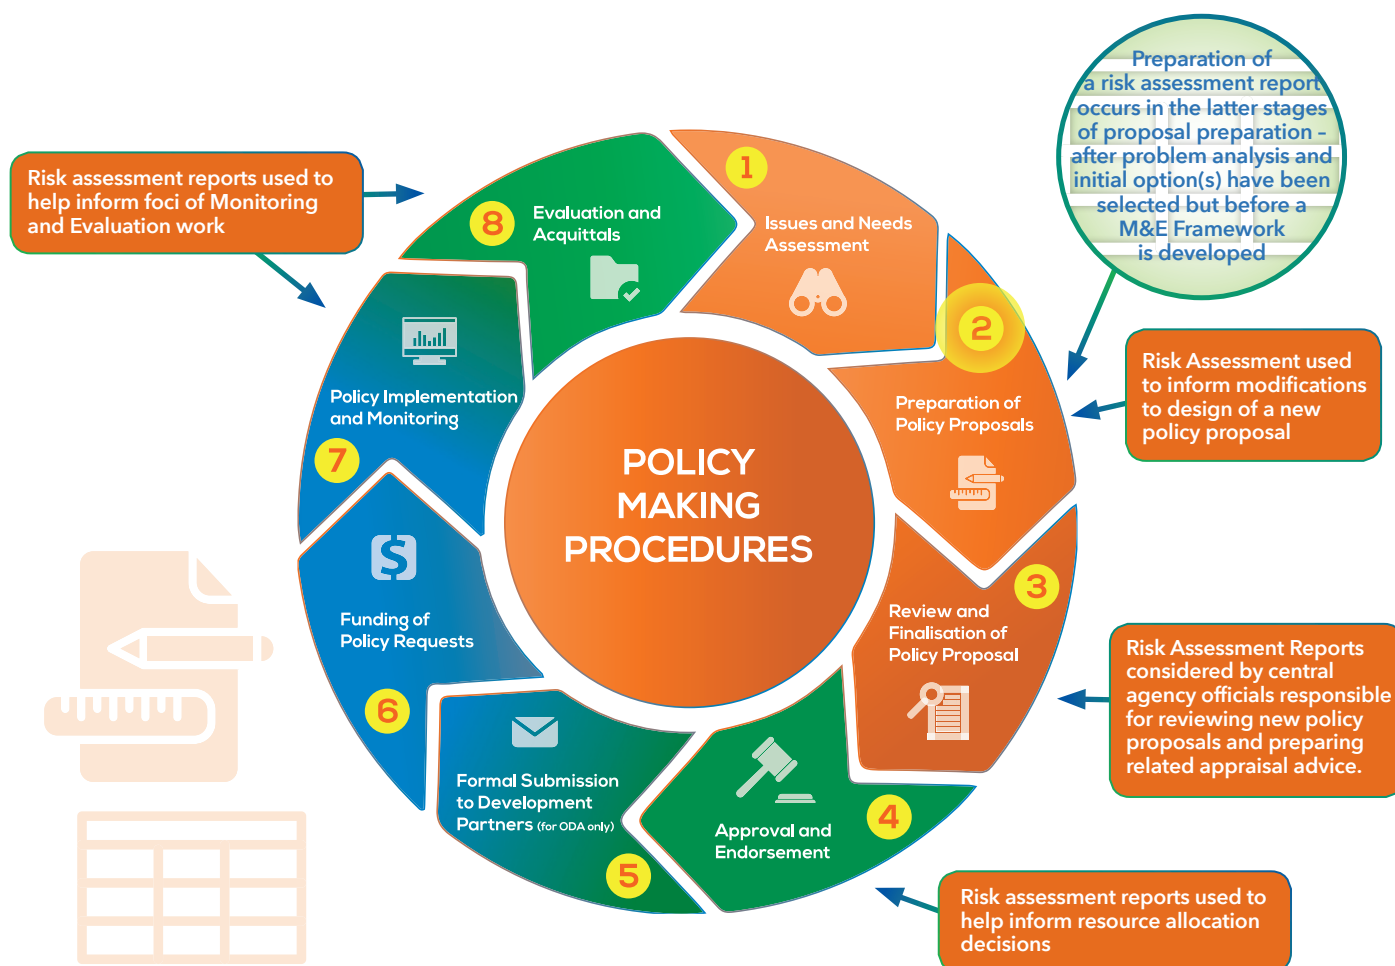 Preparation of
a risk assessment report
occurs in the latter stages
of proposal preparation –
after problem analysis and
initial option(s) have been
selected but before a
M&E Framework
is developed
Risk assessment reports used to
help inform foci of Monitoring
and Evaluation work
1
Issues and Needs
Assessment
2
Preparation of
Policy Proposals
Risk Assessment used
to inform modifications
to design of a new
policy proposal
3
Review and
Finalisation of
Policy Proposal
Risk Assessment Reports
considered by central
agency officials responsible
for reviewing new policy
proposals and preparing
related appraisal advice.
4
Approval and
Endorsement
Risk assessment reports used to
help inform resource allocation
decisions
5
Formal Submission
to Development
Partners (for ODA only)
6
Funding of
Policy Requests
$
7
Policy Implementation
and Monitoring
8
Evaluation and
Acquittals
POLICY
MAKING
PROCEDURES